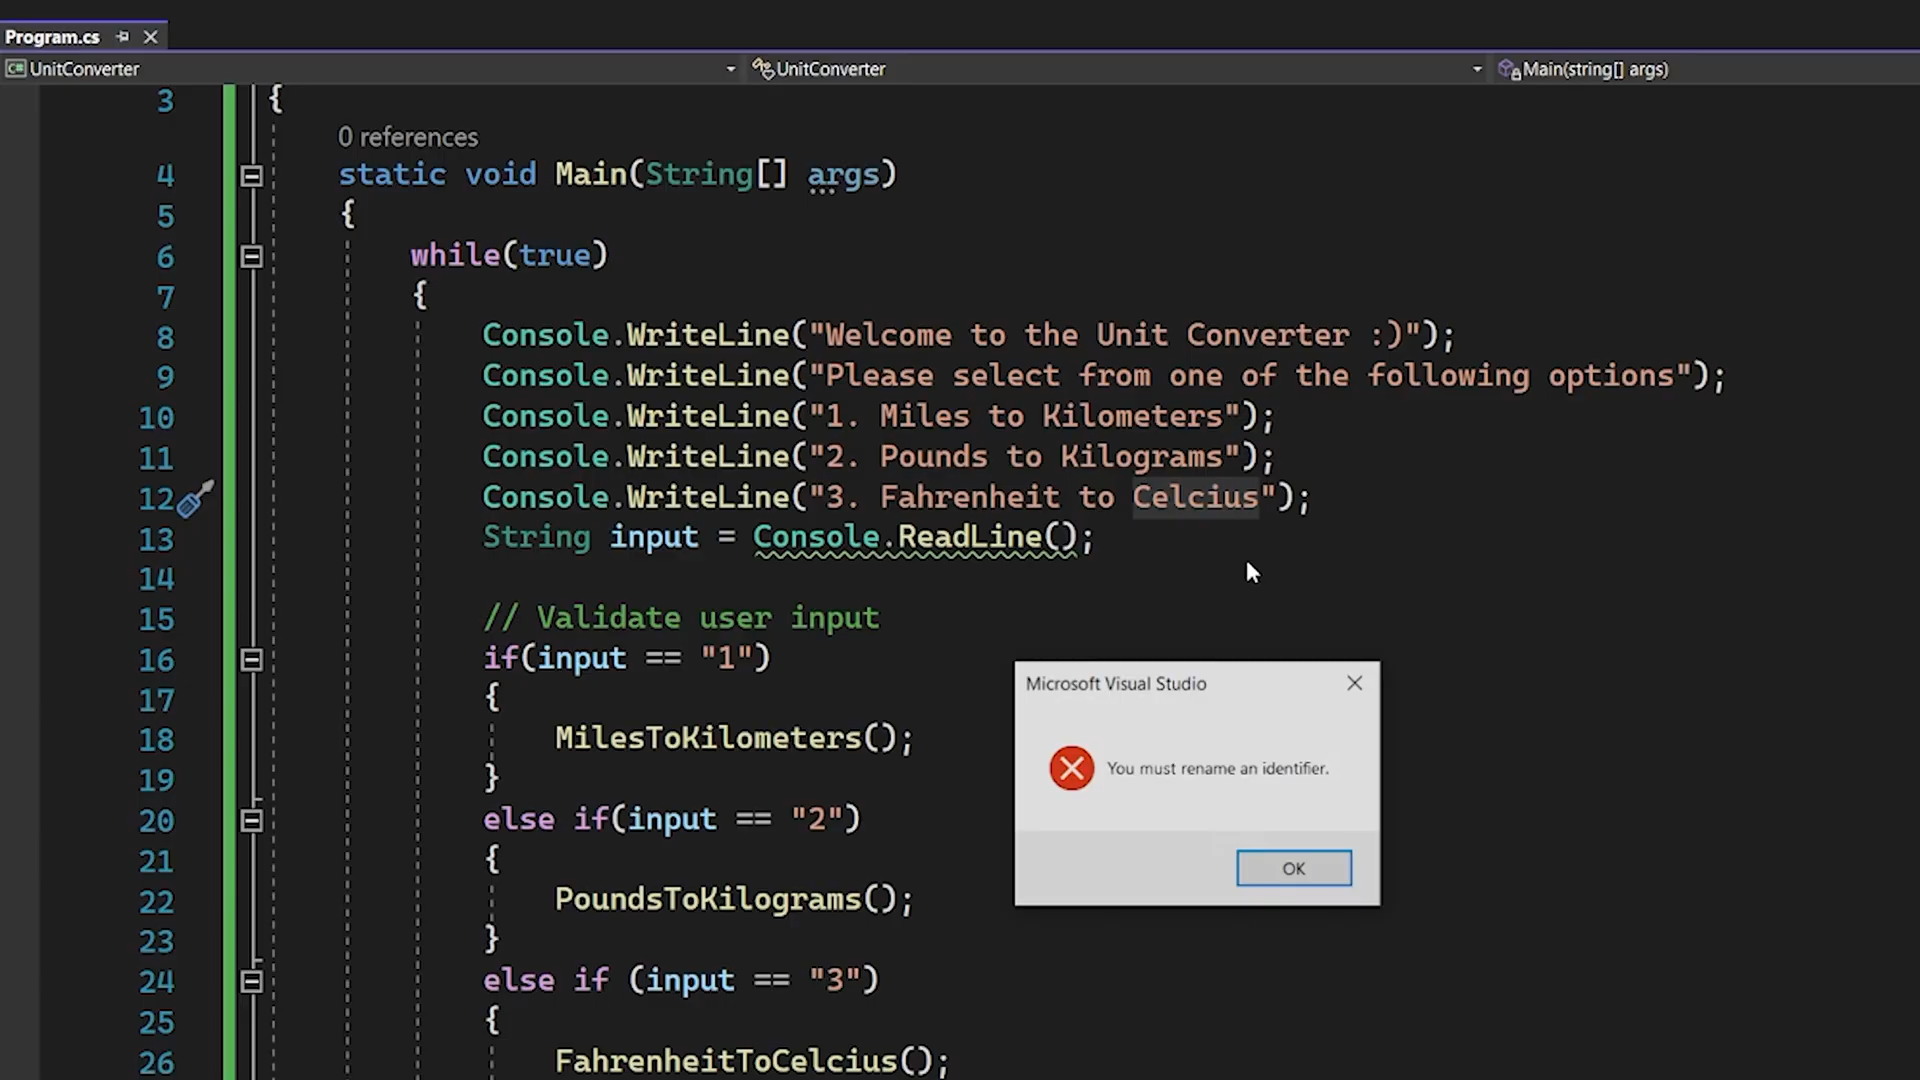 Program.cs
UnitConverter
UnitConverter
Main(string[] args)
3 {
0 references
4 static void Main(String[] args)
5 {
6 while(true)
7 {
8 Console.WriteLine("Welcome to the Unit Converter :)");
9 Console.WriteLine("Please select from one of the following options");
10 Console.WriteLine("1. Miles to Kilometers");
11 Console.WriteLine("2. Pounds to Kilograms");
12 Console.WriteLine("3. Fahrenheit to Celcius");
13 String input = Console.ReadLine();
14
15 // Validate user input
16 if(input == "1")
17 {
18 MilesToKilometers();
19 }
20 else if(input == "2")
21 {
22 PoundsToKilograms();
23 }
24 else if (input == "3")
25 {
26 FahrenheitToCelcius();
Microsoft Visual Studio
You must rename an identifier.
OK